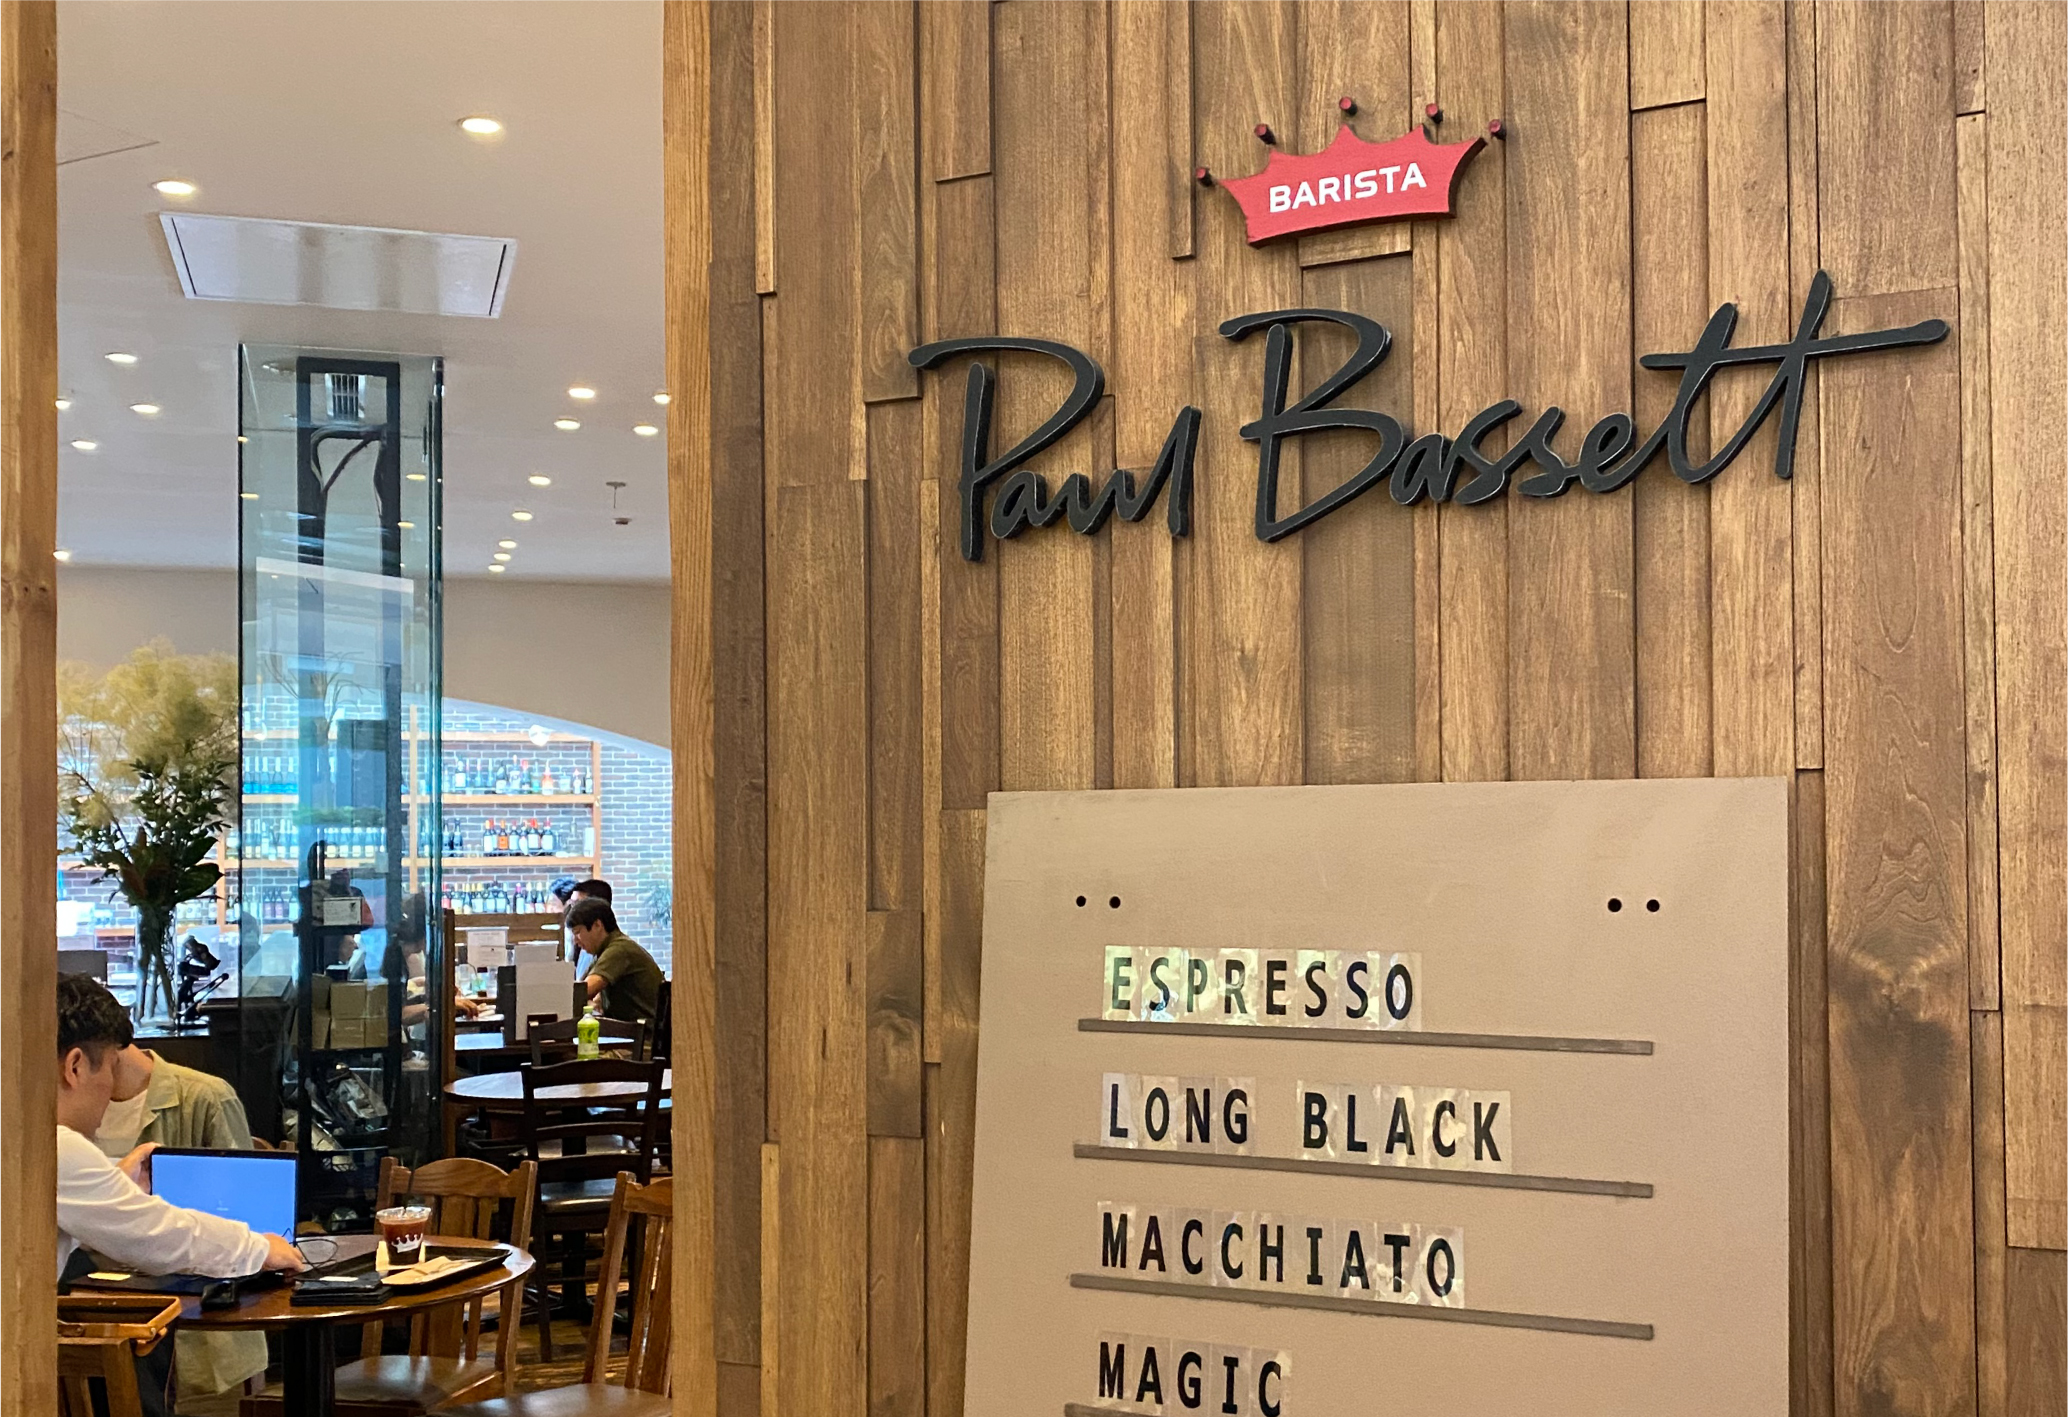 BARISTA
Paul Bassett
ESPRESSO
LONG BLACK
MACCHIATO
MAGIC